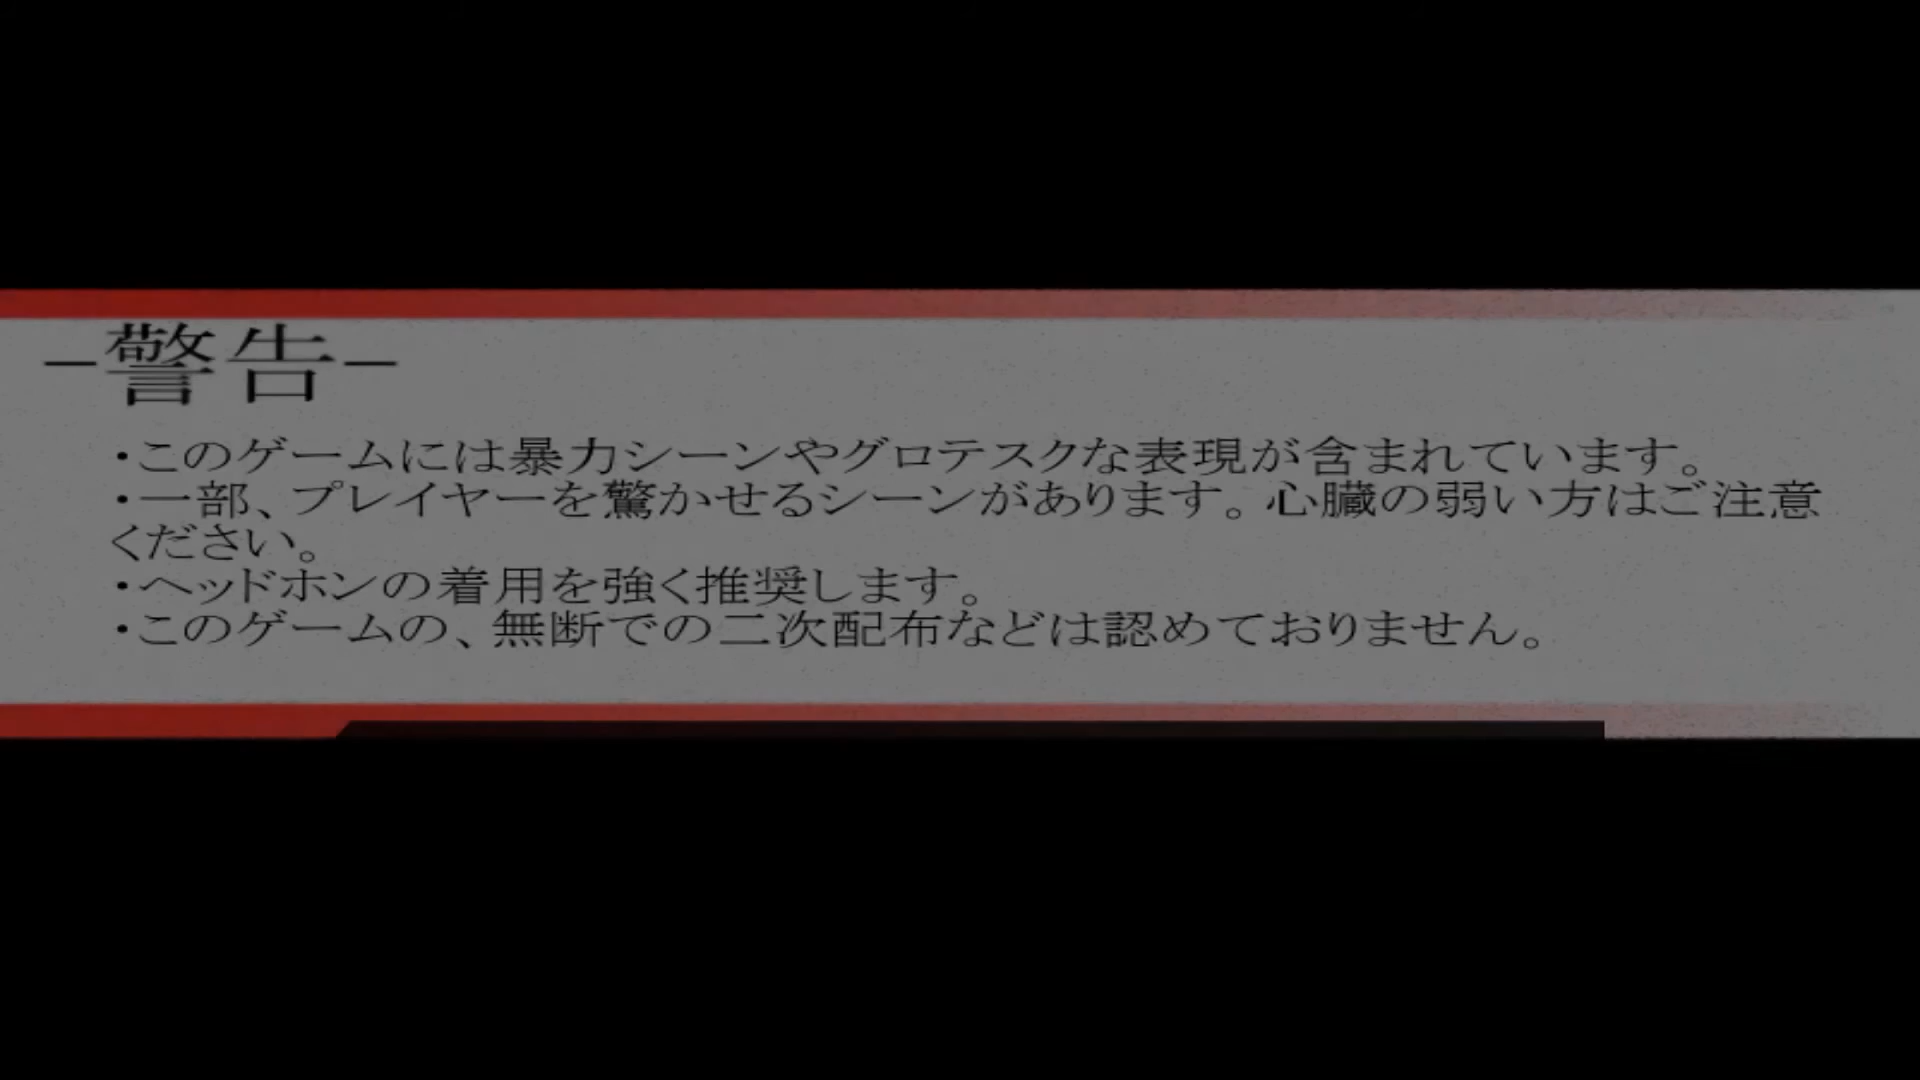 －警告－
・このゲームには暴力シーンやグロテスクな表現が含まれています。
・一部、プレイヤーを驚かせるシーンがあります。心臓の弱い方はご注意
ください。
・ヘッドホンの着用を強く推奨します。
・このゲームの、無断での二次配布などは認めておりません。